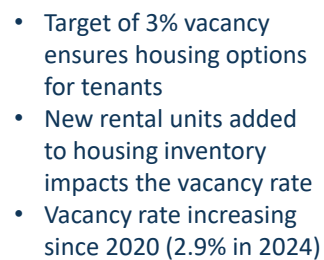 • Target of 3% vacancy
ensures housing options
for tenants
• New rental units added
to housing inventory
impacts the vacancy rate
• Vacancy rate increasing
since 2020 (2.9% in 2024)